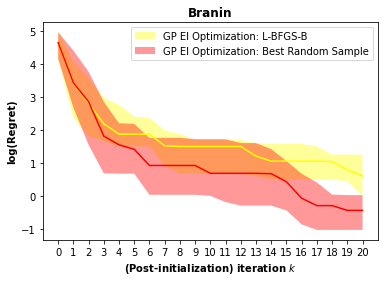 Branin
GP EI Optimization: L-BFGS-B
GP EI Optimization: Best Random Sample
log(Regret)
5
4
3
2
1
0
−1
0 1 2 3 4 5 6 7 8 9 10 11 12 13 14 15 16 17 18 19 20
(Post-initialization) iteration k